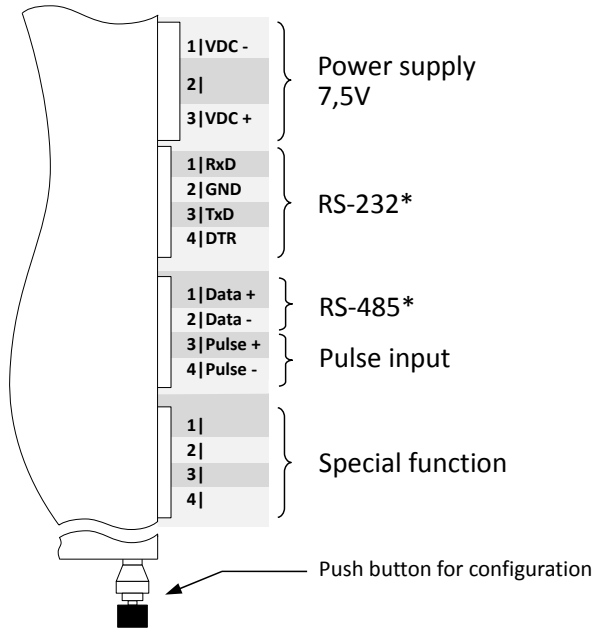 1|VDC -
2|
3|VDC +
Power supply
7,5V
1|RxD
2|GND
3|TxD
4|DTR
RS-232*
1|Data +
2|Data -
RS-485*
3|Pulse +
4|Pulse -
Pulse input
1|
2|
3|
4|
Special function
Push button for configuration